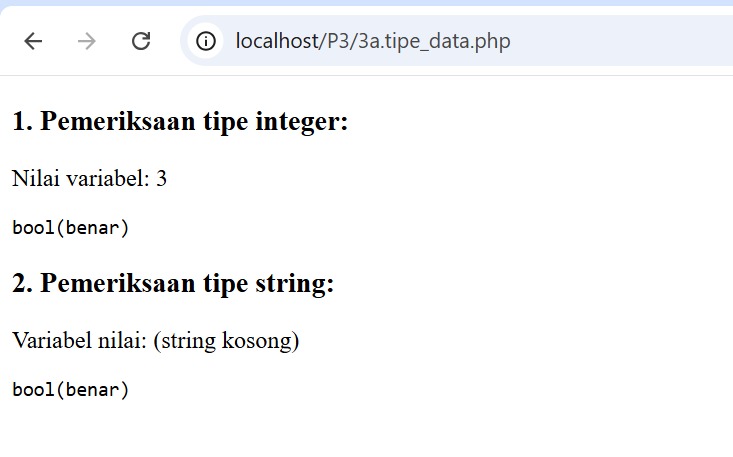 localhost/P3/3a.tipe_data.php
1. Pemeriksaan tipe integer:
Nilai variabel: 3
bool(benar)
2. Pemeriksaan tipe string:
Variabel nilai: (string kosong)
bool(benar)